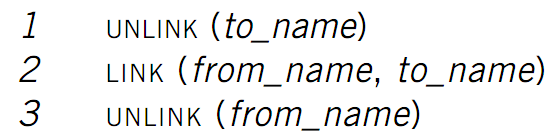 1 UNLINK (to_name)
2 LINK (from_name, to_name)
3 UNLINK (from_name)